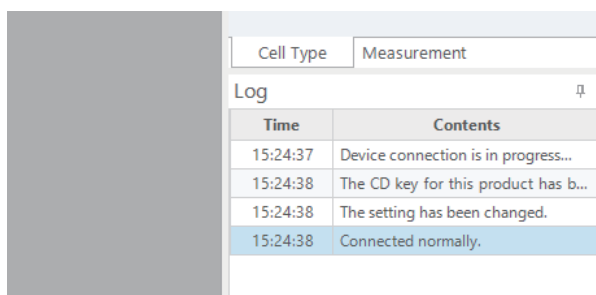 Cell Type Measurement
Log
Time Contents
15:24:37 Device connection is in progress...
15:24:38 The CD key for this product has b...
15:24:38 The setting has been changed.
15:24:38 Connected normally.